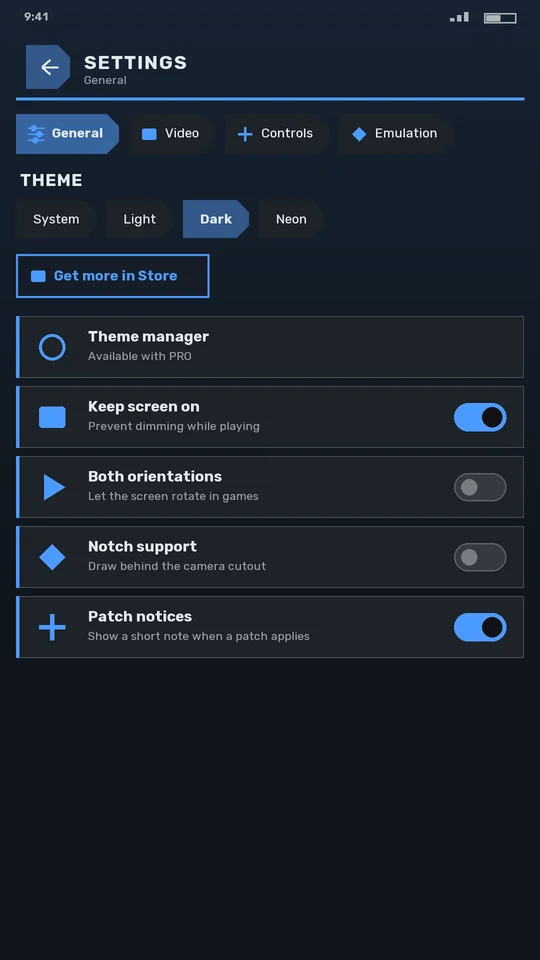 9:41
SETTINGS
General
General
Video
Controls
Emulation
THEME
System
Light
Dark
Neon
Get more in Store
Theme manager
Available with PRO
Keep screen on
Prevent dimming while playing
Both orientations
Let the screen rotate in games
Notch support
Draw behind the camera cutout
Patch notices
Show a short note when a patch applies